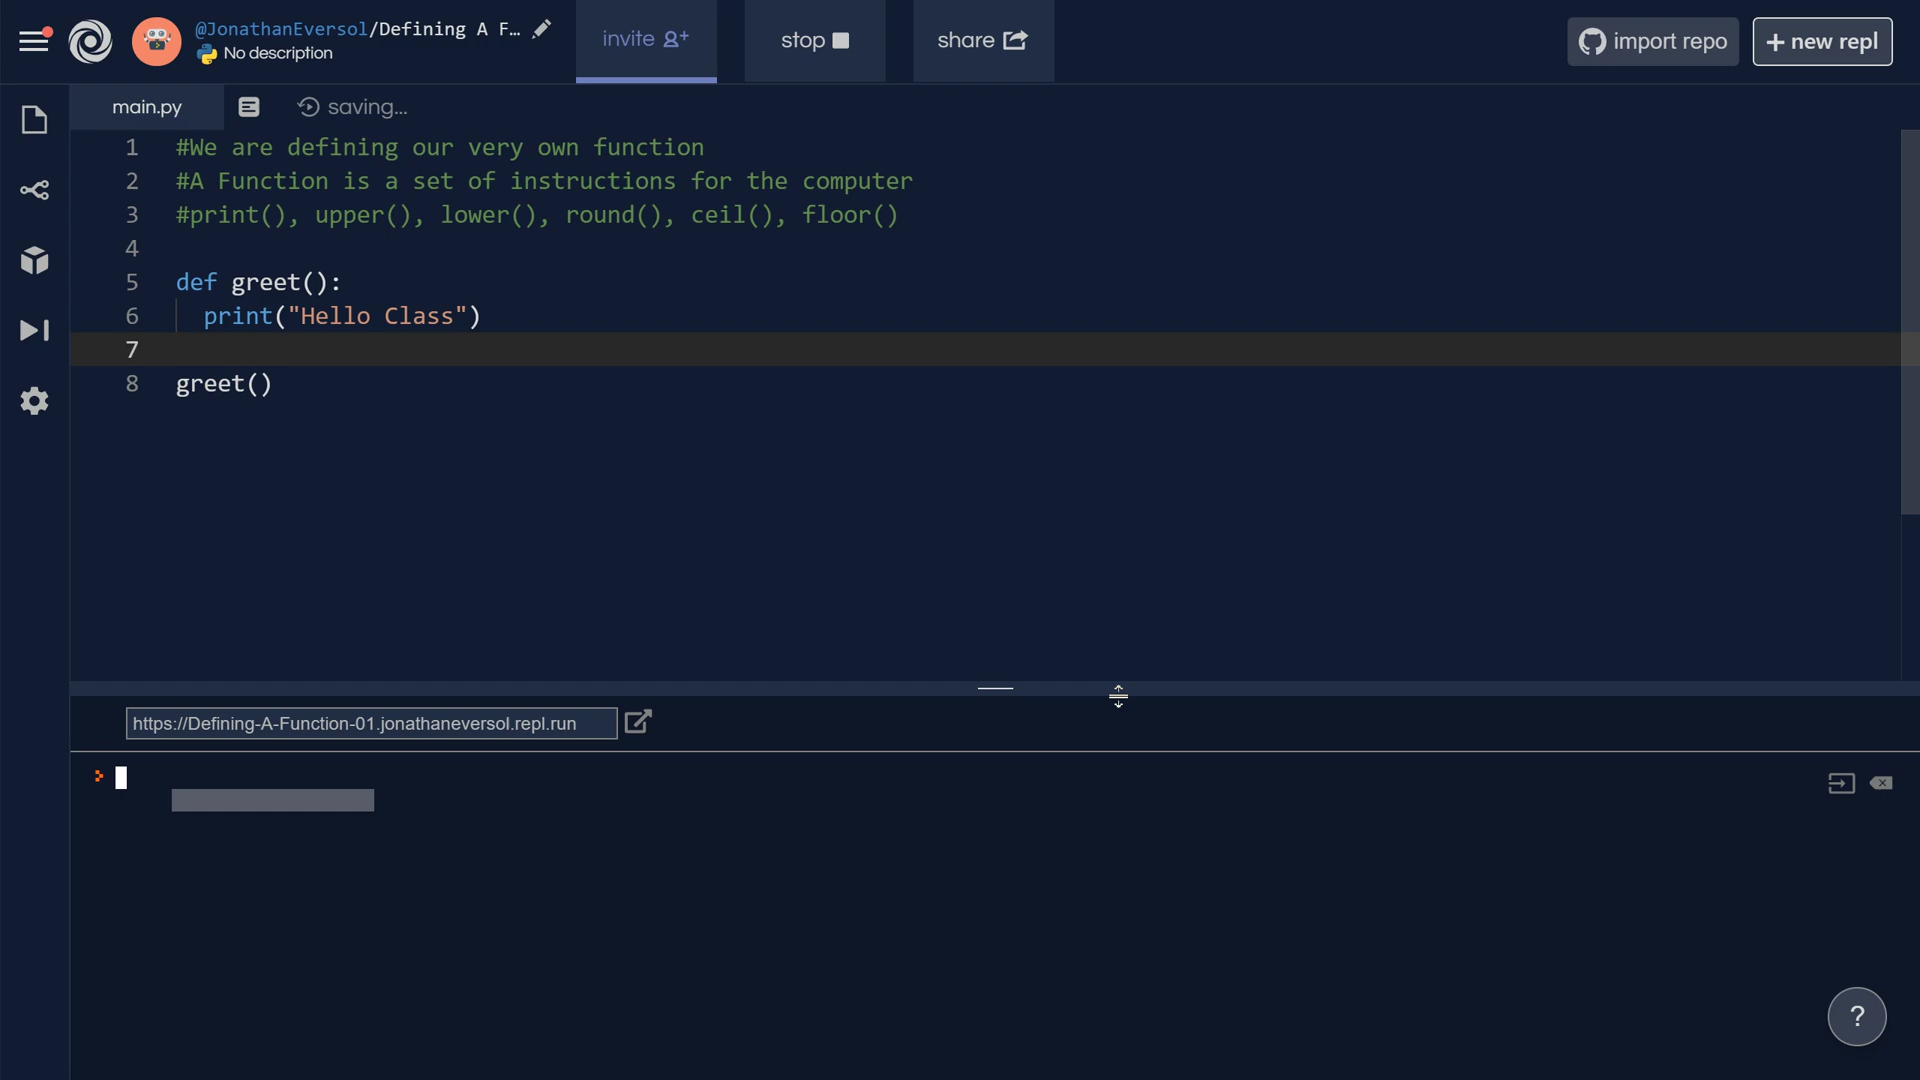 @JonathanEversol/Defining A F...
No description
invite
stop
share
import repo
+ new repl
main.py
saving...
1 #We are defining our very own function
2 #A Function is a set of instructions for the computer
3 #print(), upper(), lower(), round(), ceil(), floor()
4
5 def greet():
6 print("Hello Class")
7
8 greet()
https://Defining-A-Function-01.jonathaneversol.repl.run
?